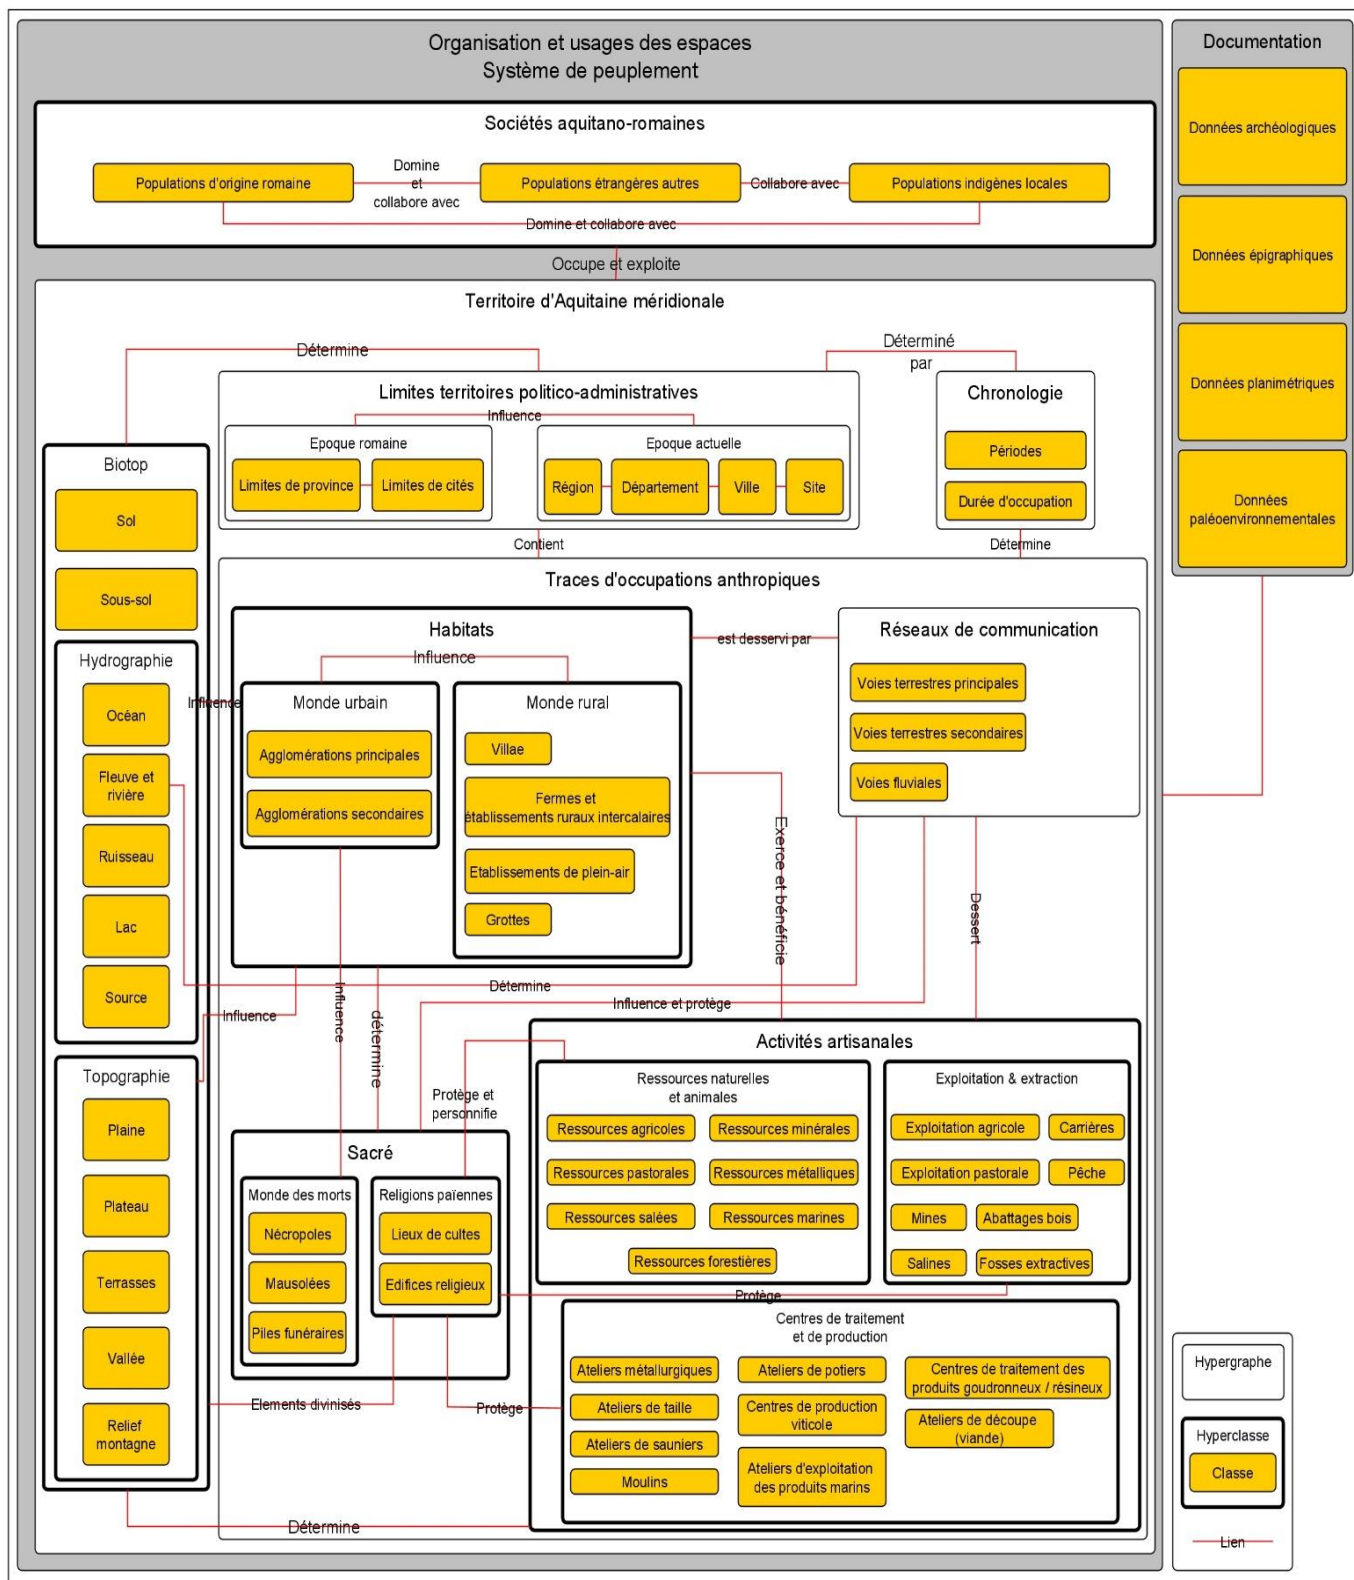 Organisation et usages des espaces
Système de peuplement
Sociétés aquitano-romaines
Populations d'origine romaine
Domine
et
collabore avec
Populations étrangères autres
Collabore avec
Populations indigènes locales
Domine et collabore avec
Occupe et exploite
Territoire d'Aquitaine méridionale
Détermine
Déterminé
par
Limites territoires politico-administratives
Influence
Epoque romaine
Limites de province
Limites de cités
Epoque actuelle
Région
Département
Ville
Site
Chronologie
Périodes
Durée d'occupation
Contient
Détermine
Biotop
Sol
Sous-sol
Hydrographie
Océan
Fleuve et
rivière
Ruisseau
Lac
Source
Topographie
Plaine
Plateau
Terrasses
Vallée
Relief
montagne
Traces d'occupations anthropiques
Habitats
Influence
Influence
Monde urbain
Agglomérations principales
Agglomérations secondaires
Monde rural
Villae
Fermes et
établissements ruraux intercalaires
Etablissements de plein-air
Grottes
est desservi par
Réseaux de communication
Voies terrestres principales
Voies terrestres secondaires
Voies fluviales
Exerce et bénéficie
Dessert
Détermine
Influence et protège
Influence
Influence
détermine
Protège et
personnifie
Sacré
Monde des morts
Nécropoles
Mausolées
Piles funéraires
Religions païennes
Lieux de cultes
Edifices religieux
Elements divinisés
Protège
Protège
Détermine
Activités artisanales
Ressources naturelles
et animales
Ressources agricoles
Ressources minérales
Ressources pastorales
Ressources métalliques
Ressources salées
Ressources marines
Ressources forestières
Exploitation & extraction
Exploitation agricole
Carrières
Exploitation pastorale
Pêche
Mines
Abattages bois
Salines
Fosses extractives
Centres de traitement
et de production
Ateliers métallurgiques
Ateliers de taille
Ateliers de sauniers
Moulins
Ateliers de potiers
Centres de production
viticole
Ateliers d'exploitation
des produits marins
Centres de traitement des
produits goudronneux / résineux
Ateliers de découpe
(viande)
Documentation
Données archéologiques
Données épigraphiques
Données planimétriques
Données
paléoenvironnementales
Hypergraphe
Hyperclasse
Classe
Lien